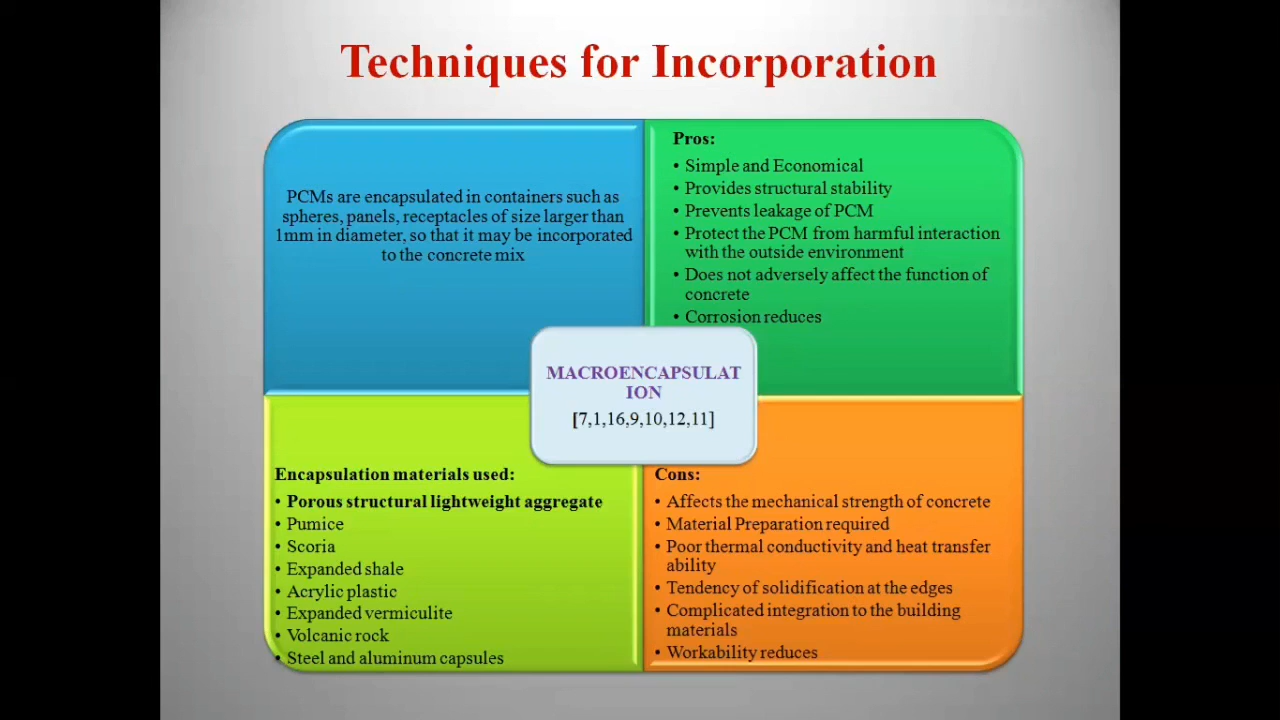 Techniques for Incorporation
PCMs are encapsulated in containers such as
spheres, panels, receptacles of size larger than
1mm in diameter, so that it may be incorporated
to the concrete mix
Pros:
• Simple and Economical
• Provides structural stability
• Prevents leakage of PCM
• Protect the PCM from harmful interaction
with the outside environment
• Does not adversely affect the function of
concrete
• Corrosion reduces
MACROENCAPSULAT
ION
[7,1,16,9,10,12,11]
Encapsulation materials used:
• Porous structural lightweight aggregate
• Pumice
• Scoria
• Expanded shale
• Acrylic plastic
• Expanded vermiculite
• Volcanic rock
• Steel and aluminum capsules
Cons:
• Affects the mechanical strength of concrete
• Material Preparation required
• Poor thermal conductivity and heat transfer
ability
• Tendency of solidification at the edges
• Complicated integration to the building
materials
• Workability reduces